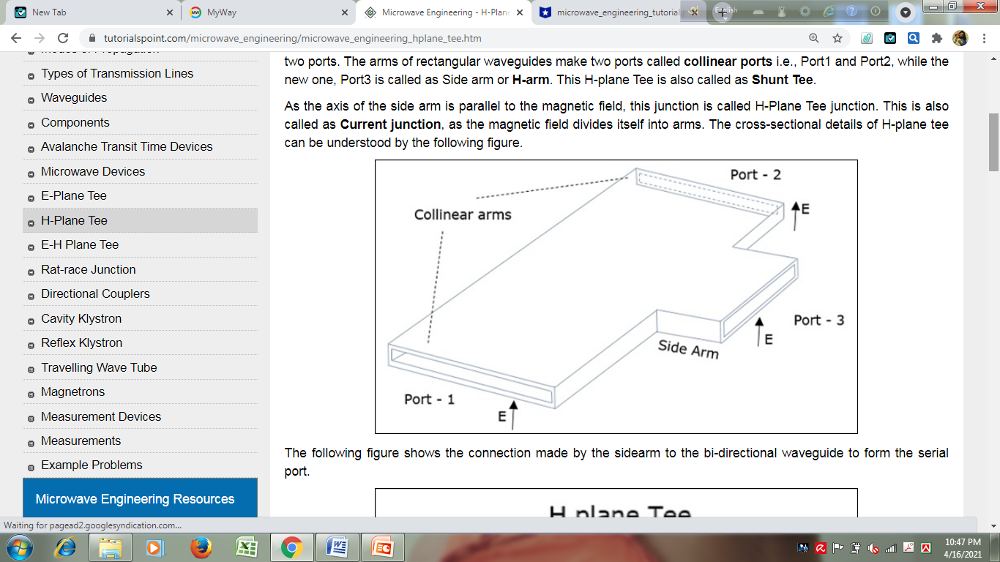 New Tab
MyWay
Microwave Engineering - H-Plan
microwave_engineering_tutorial.
English
tutorialspoint.com/microwave_engineering/microwave_engineering_hplane_tee.htm
Modes of Propagation
Types of Transmission Lines
Waveguides
Components
Avalanche Transit Time Devices
Microwave Devices
E-Plane Tee
H-Plane Tee
E-H Plane Tee
Rat-race Junction
Directional Couplers
Cavity Klystron
Reflex Klystron
Travelling Wave Tube
Magnetrons
Measurement Devices
Measurements
Example Problems
Microwave Engineering Resources
two ports. The arms of rectangular waveguides make two ports called collinear ports i.e., Port1 and Port2, while the
new one, Port3 is called as Side arm or H-arm. This H-plane Tee is also called as Shunt Tee.
As the axis of the side arm is parallel to the magnetic field, this junction is called H-Plane Tee junction. This is also
called as Current junction, as the magnetic field divides itself into arms. The cross-sectional details of H-plane tee
can be understood by the following figure.
Port - 2
E
Collinear arms
Port - 3
E
Side Arm
Port - 1
E
The following figure shows the connection made by the sidearm to the bi-directional waveguide to form the serial
port.
H plane Tee
Waiting for pagead2.googlesyndication.com...
10:47 PM
4/16/2021